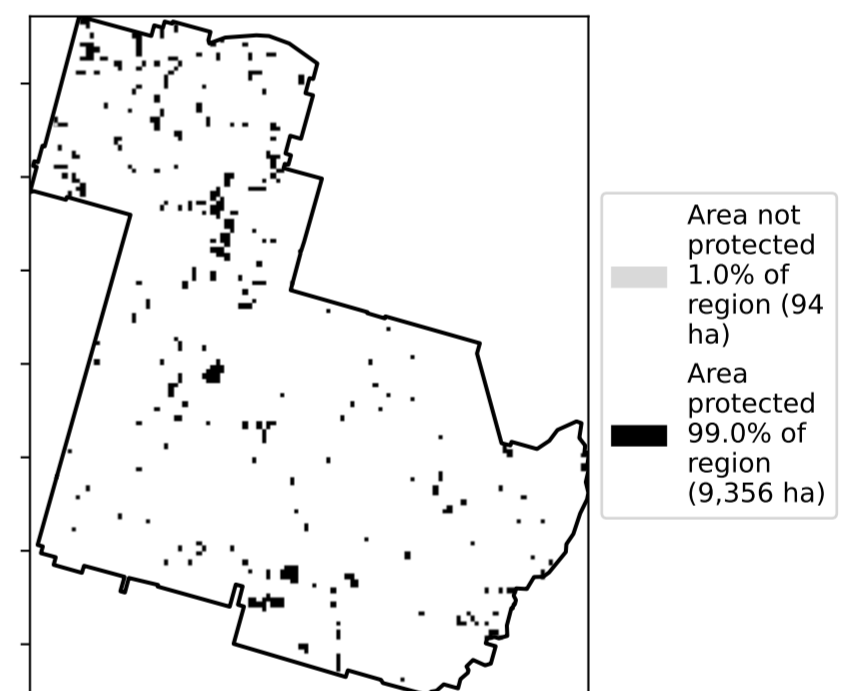 Area not
protected
1.0% of
region (94
ha)
Area
protected
99.0% of
region
(9,356 ha)